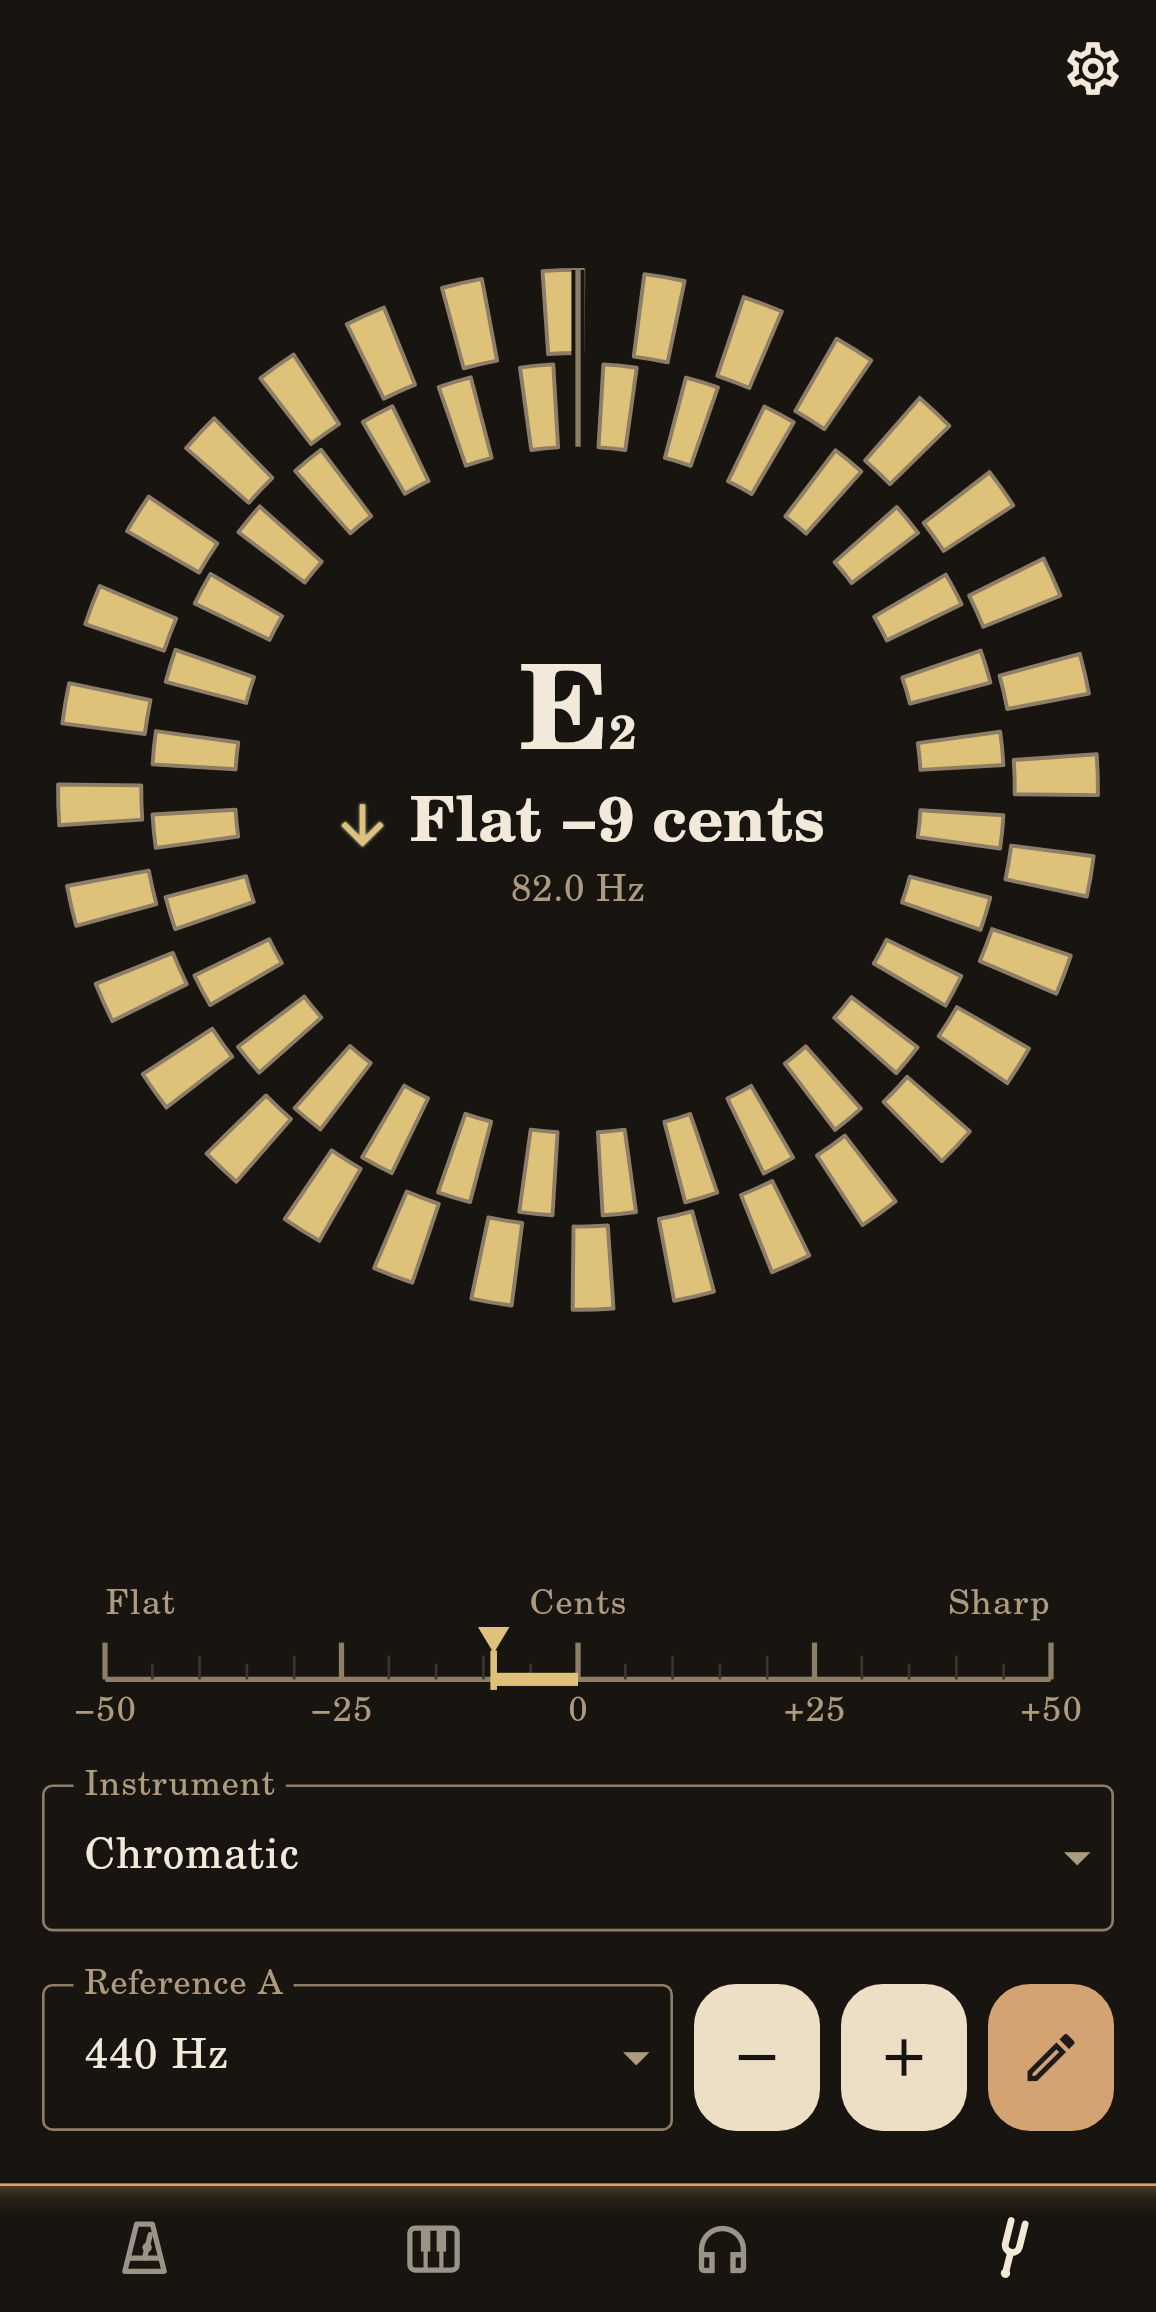 E2
Flat −9 cents
82.0 Hz
Flat Cents Sharp
−50 −25 0 +25 +50
Instrument
Chromatic
Reference A
440 Hz